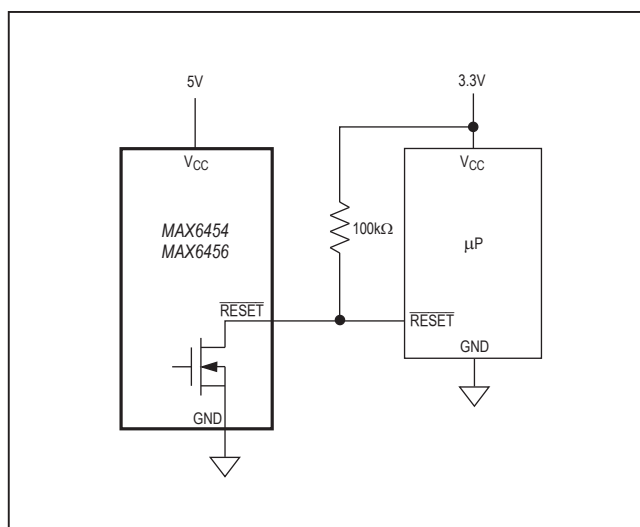 5V
3.3V
VCC
VCC
MAX6454
MAX6456
100kΩ
μP
RESET
RESET
GND
GND